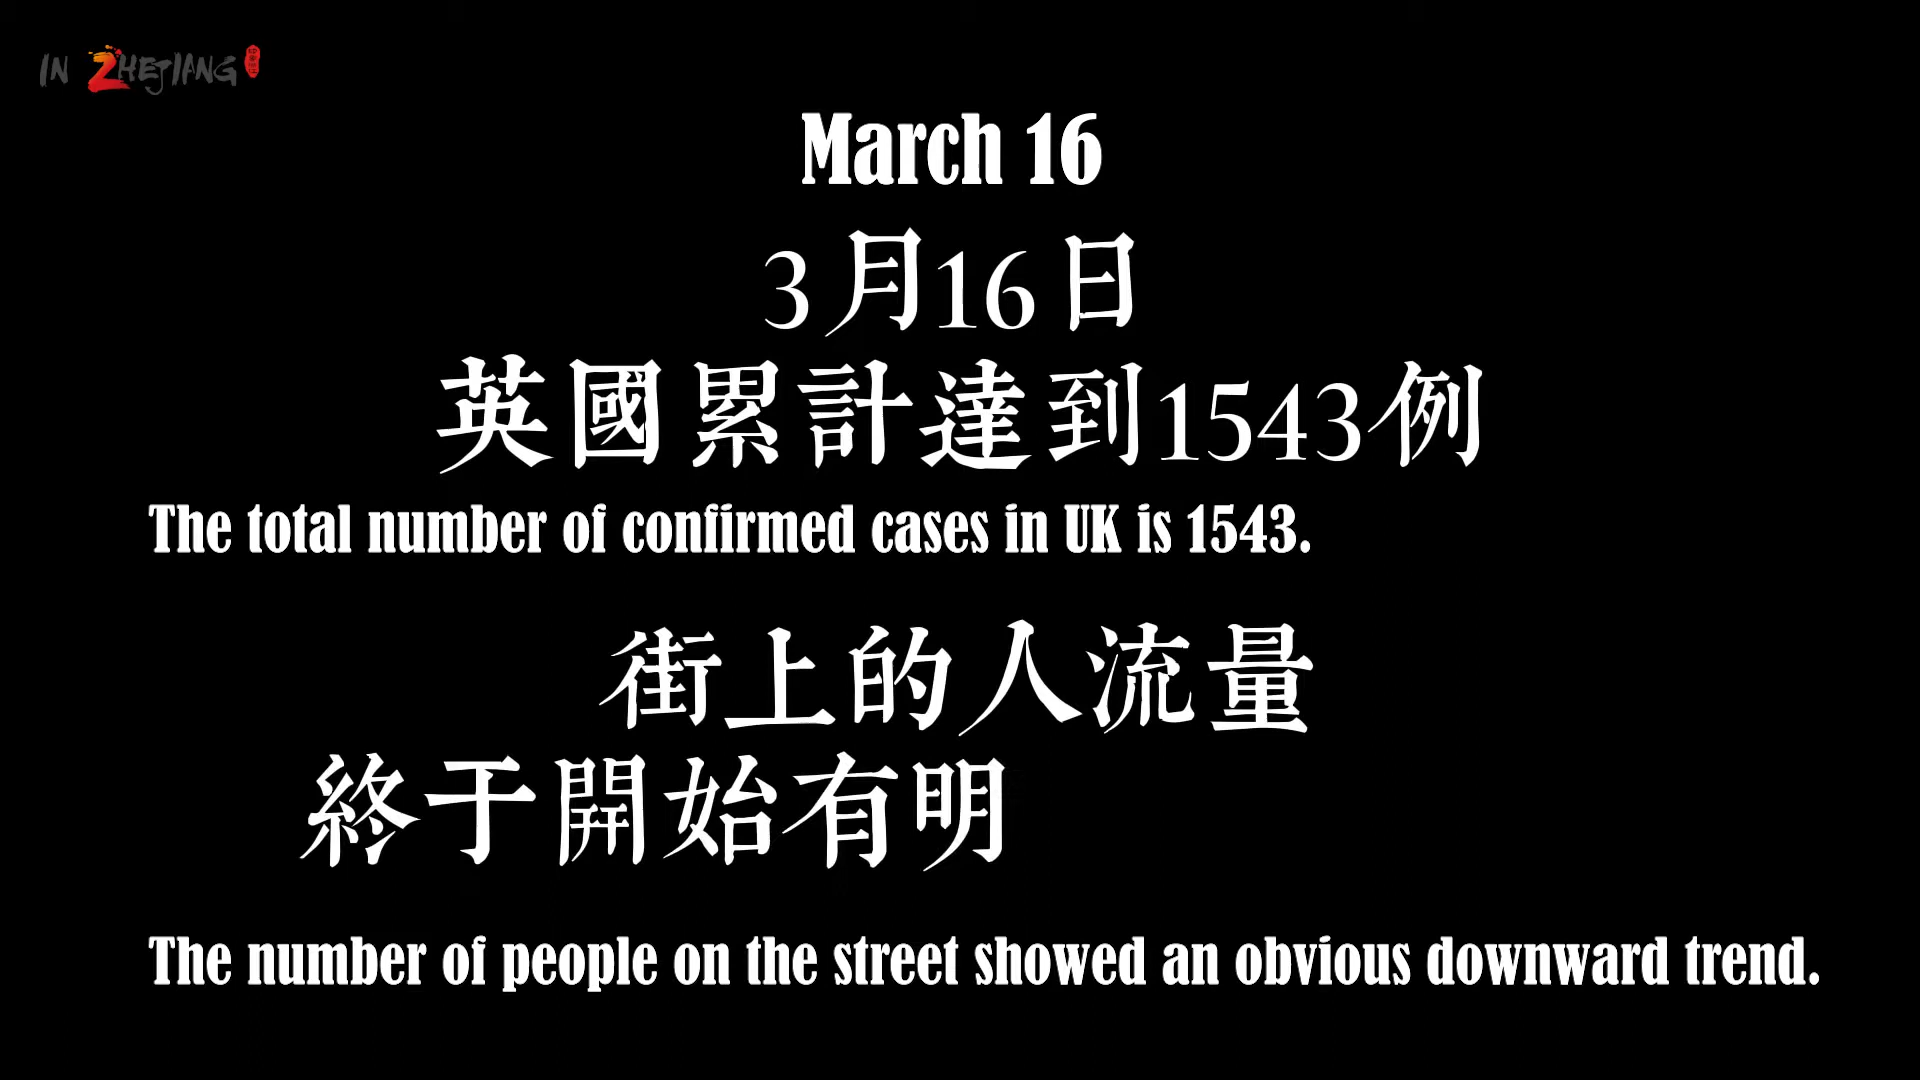 IN ZHEJIANG
March 16
3月16日
英國累計達到1543例
The total number of confirmed cases in UK is 1543.
街上的人流量
終于開始有明
The number of people on the street showed an obvious downward trend.